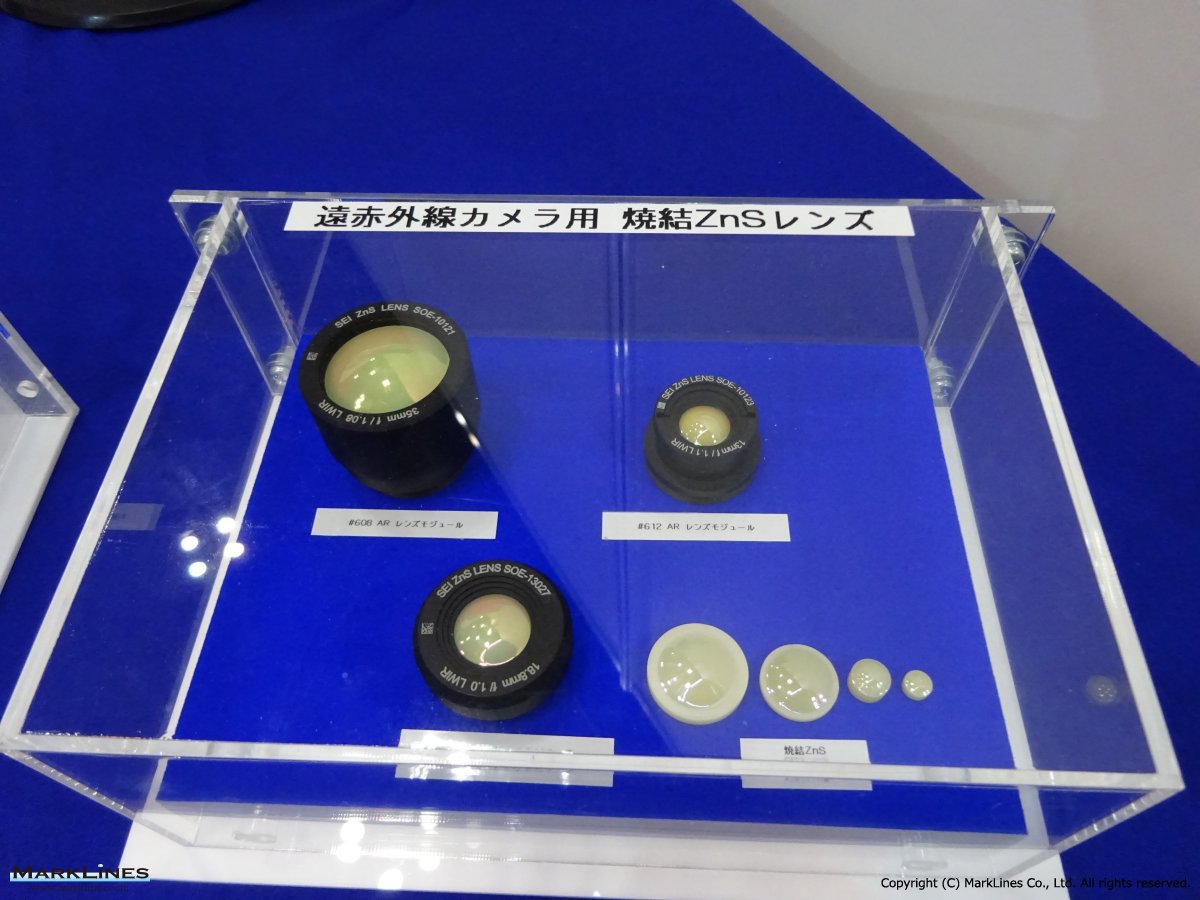 遠赤外線カメラ用 焼結ZnSレンズ
SEI ZnS LENS SOE-10121
35mm f/1.08 LWIR
SEI ZnS LENS SOE-10123
13mm f/1.1 LWIR
#608 AR レンズモジュール
#612 AR レンズモジュール
SEI ZnS LENS SOE-13027
18.8mm f/1.0 LWIR
焼結ZnS
MARKLINES
Copyright (C) MarkLines Co., Ltd. All rights reserved.